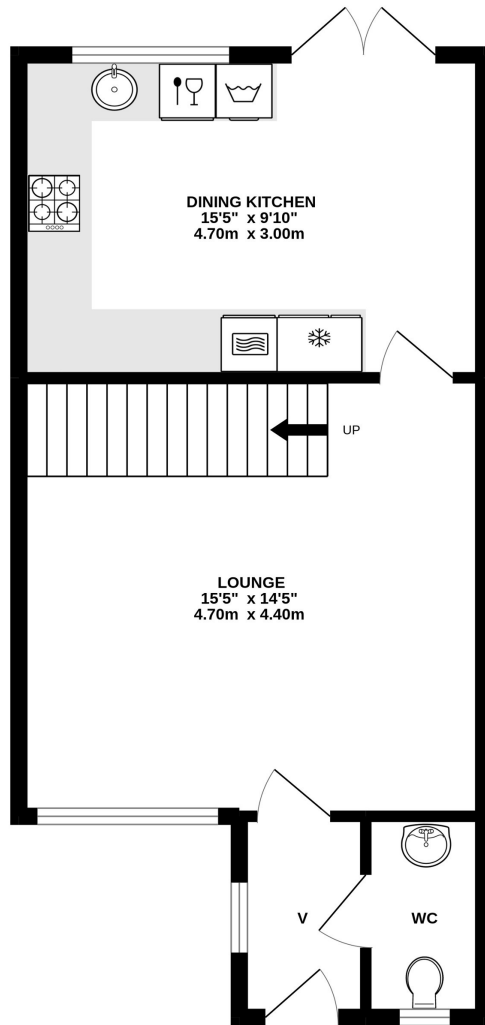 DINING KITCHEN
15'5" x 9'10"
4.70m x 3.00m
UP
LOUNGE
15'5" x 14'5"
4.70m x 4.40m
V
WC